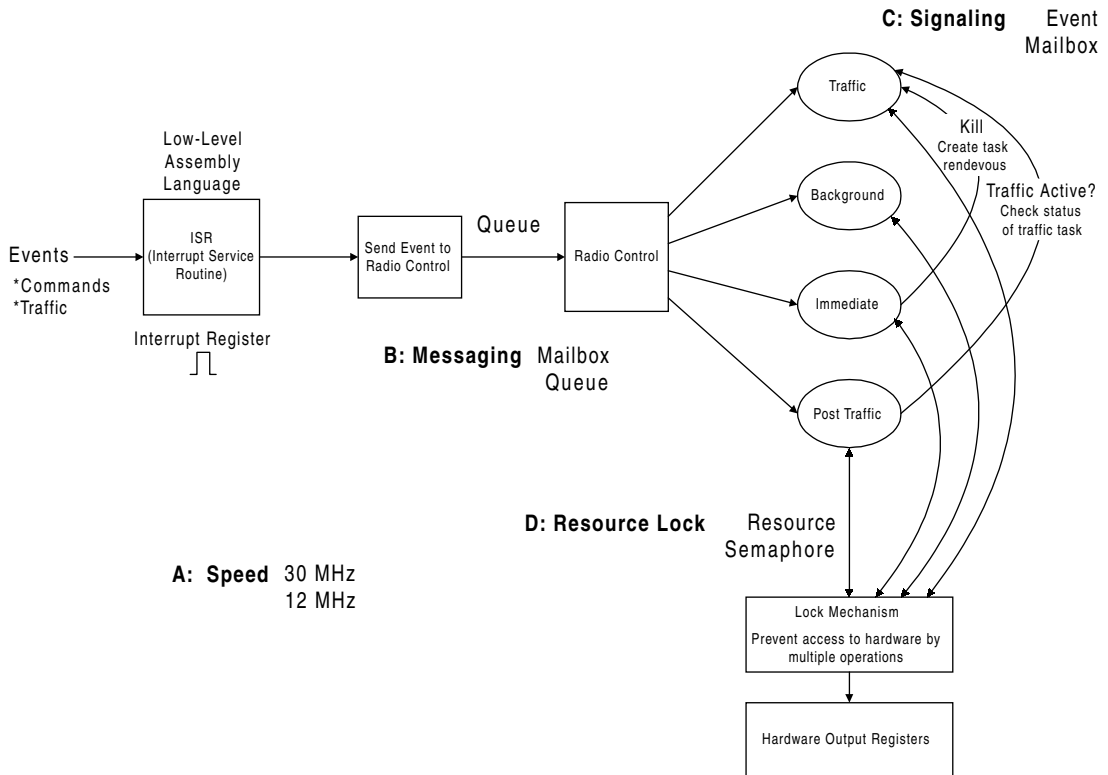 C: Signaling Event
Mailbox
Traffic
Kill
Create task
rendevous
Traffic Active?
Check status
of traffic task
Low-Level
Assembly
Language
Background
ISR
(Interrupt Service
Routine)
Queue
Send Event to
Radio Control
Radio Control
Events
*Commands
*Traffic
Immediate
Interrupt Register
B: Messaging Mailbox
Queue
Post Traffic
D: Resource Lock Resource
Semaphore
A: Speed 30 MHz
12 MHz
Lock Mechanism
Prevent access to hardware by
multiple operations
Hardware Output Registers